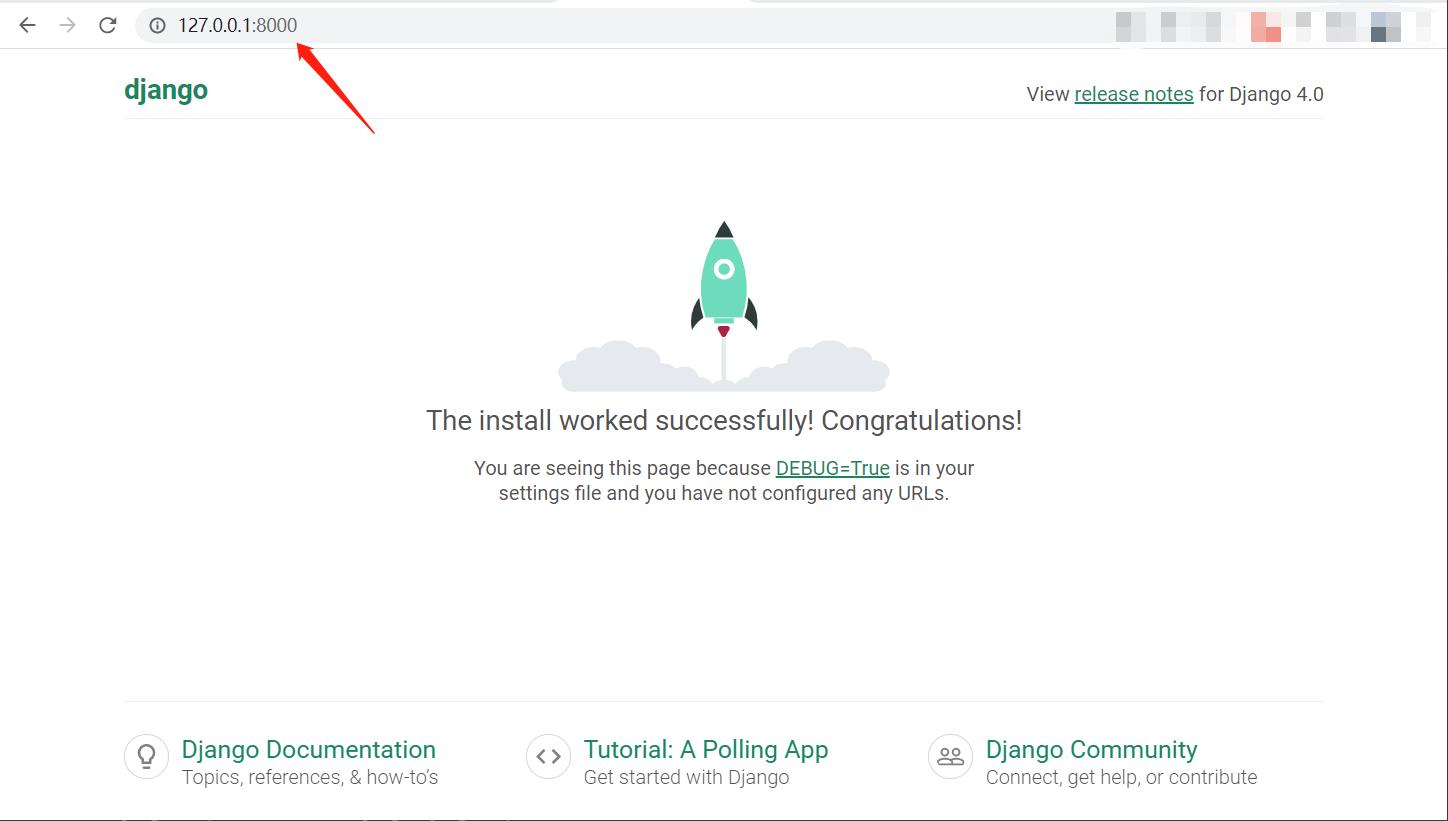 127.0.0.1:8000
django
View release notes for Django 4.0
The install worked successfully! Congratulations!
You are seeing this page because DEBUG=True is in your
settings file and you have not configured any URLs.
Django Documentation
Topics, references, & how-to’s
Tutorial: A Polling App
Get started with Django
Django Community
Connect, get help, or contribute